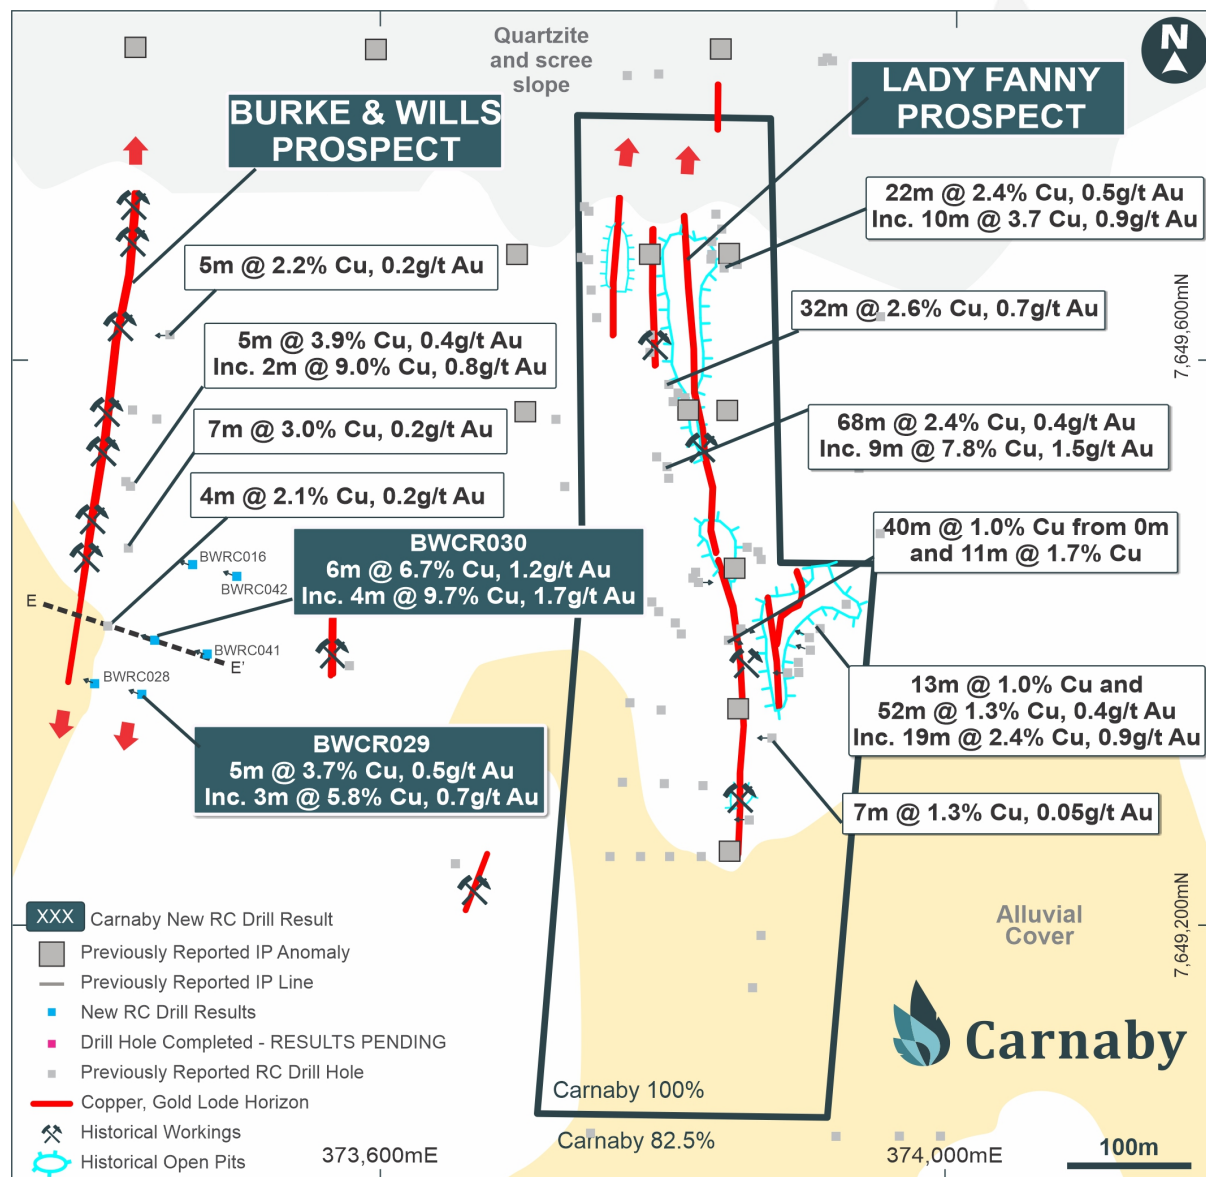 Quartzite
and scree
slope
N
BURKE & WILLS
PROSPECT
LADY FANNY
PROSPECT
22m @ 2.4% Cu, 0.5g/t Au
Inc. 10m @ 3.7 Cu, 0.9g/t Au
5m @ 2.2% Cu, 0.2g/t Au
32m @ 2.6% Cu, 0.7g/t Au
7,649,600mN
5m @ 3.9% Cu, 0.4g/t Au
Inc. 2m @ 9.0% Cu, 0.8g/t Au
7m @ 3.0% Cu, 0.2g/t Au
68m @ 2.4% Cu, 0.4g/t Au
Inc. 9m @ 7.8% Cu, 1.5g/t Au
4m @ 2.1% Cu, 0.2g/t Au
40m @ 1.0% Cu from 0m
and 11m @ 1.7% Cu
BWCR030
6m @ 6.7% Cu, 1.2g/t Au
Inc. 4m @ 9.7% Cu, 1.7g/t Au
BWRC016
BWRC042
E
BWRC041
E'
BWRC028
13m @ 1.0% Cu and
52m @ 1.3% Cu, 0.4g/t Au
Inc. 19m @ 2.4% Cu, 0.9g/t Au
BWCR029
5m @ 3.7% Cu, 0.5g/t Au
Inc. 3m @ 5.8% Cu, 0.7g/t Au
7m @ 1.3% Cu, 0.05g/t Au
Alluvial
Cover
7,649,200mN
XXX Carnaby New RC Drill Result
Previously Reported IP Anomaly
Previously Reported IP Line
New RC Drill Results
Drill Hole Completed - RESULTS PENDING
Previously Reported RC Drill Hole
Copper, Gold Lode Horizon
Historical Workings
Historical Open Pits
Carnaby
Carnaby 100%
Carnaby 82.5%
373,600mE
374,000mE
100m